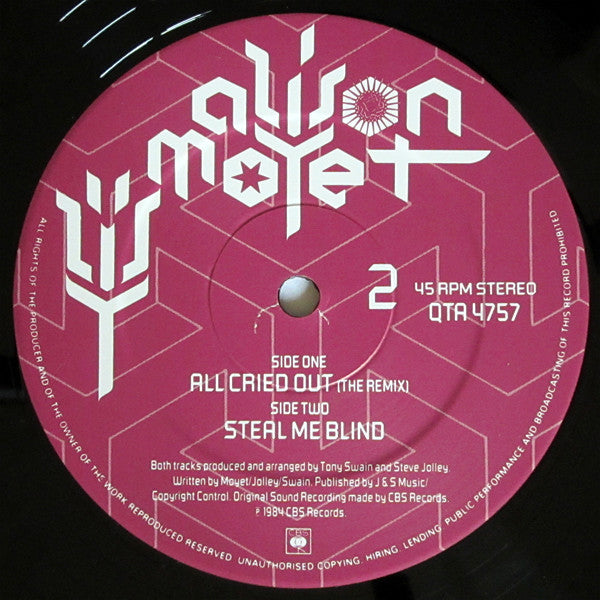 alison
moyet
lis
Y
2
45 RPM STEREO
QTA 4757
SIDE ONE
ALL CRIED OUT (THE REMIX)
SIDE TWO
STEAL ME BLIND
Both tracks produced and arranged by Tony Swain and Steve Jolley.
Written by Moyet/Jolley/Swain. Published by J & S Music/
Copyright Control. Original Sound Recording made by CBS Records.
℗ 1984 CBS Records.
CBS
ALL RIGHTS OF THE PRODUCER AND OF THE OWNER OF THE WORK REPRODUCED RESERVED. UNAUTHORISED COPYING. HIRING. LENDING. PUBLIC PERFORMANCE AND BROADCASTING OF THIS RECORD PROHIBITED